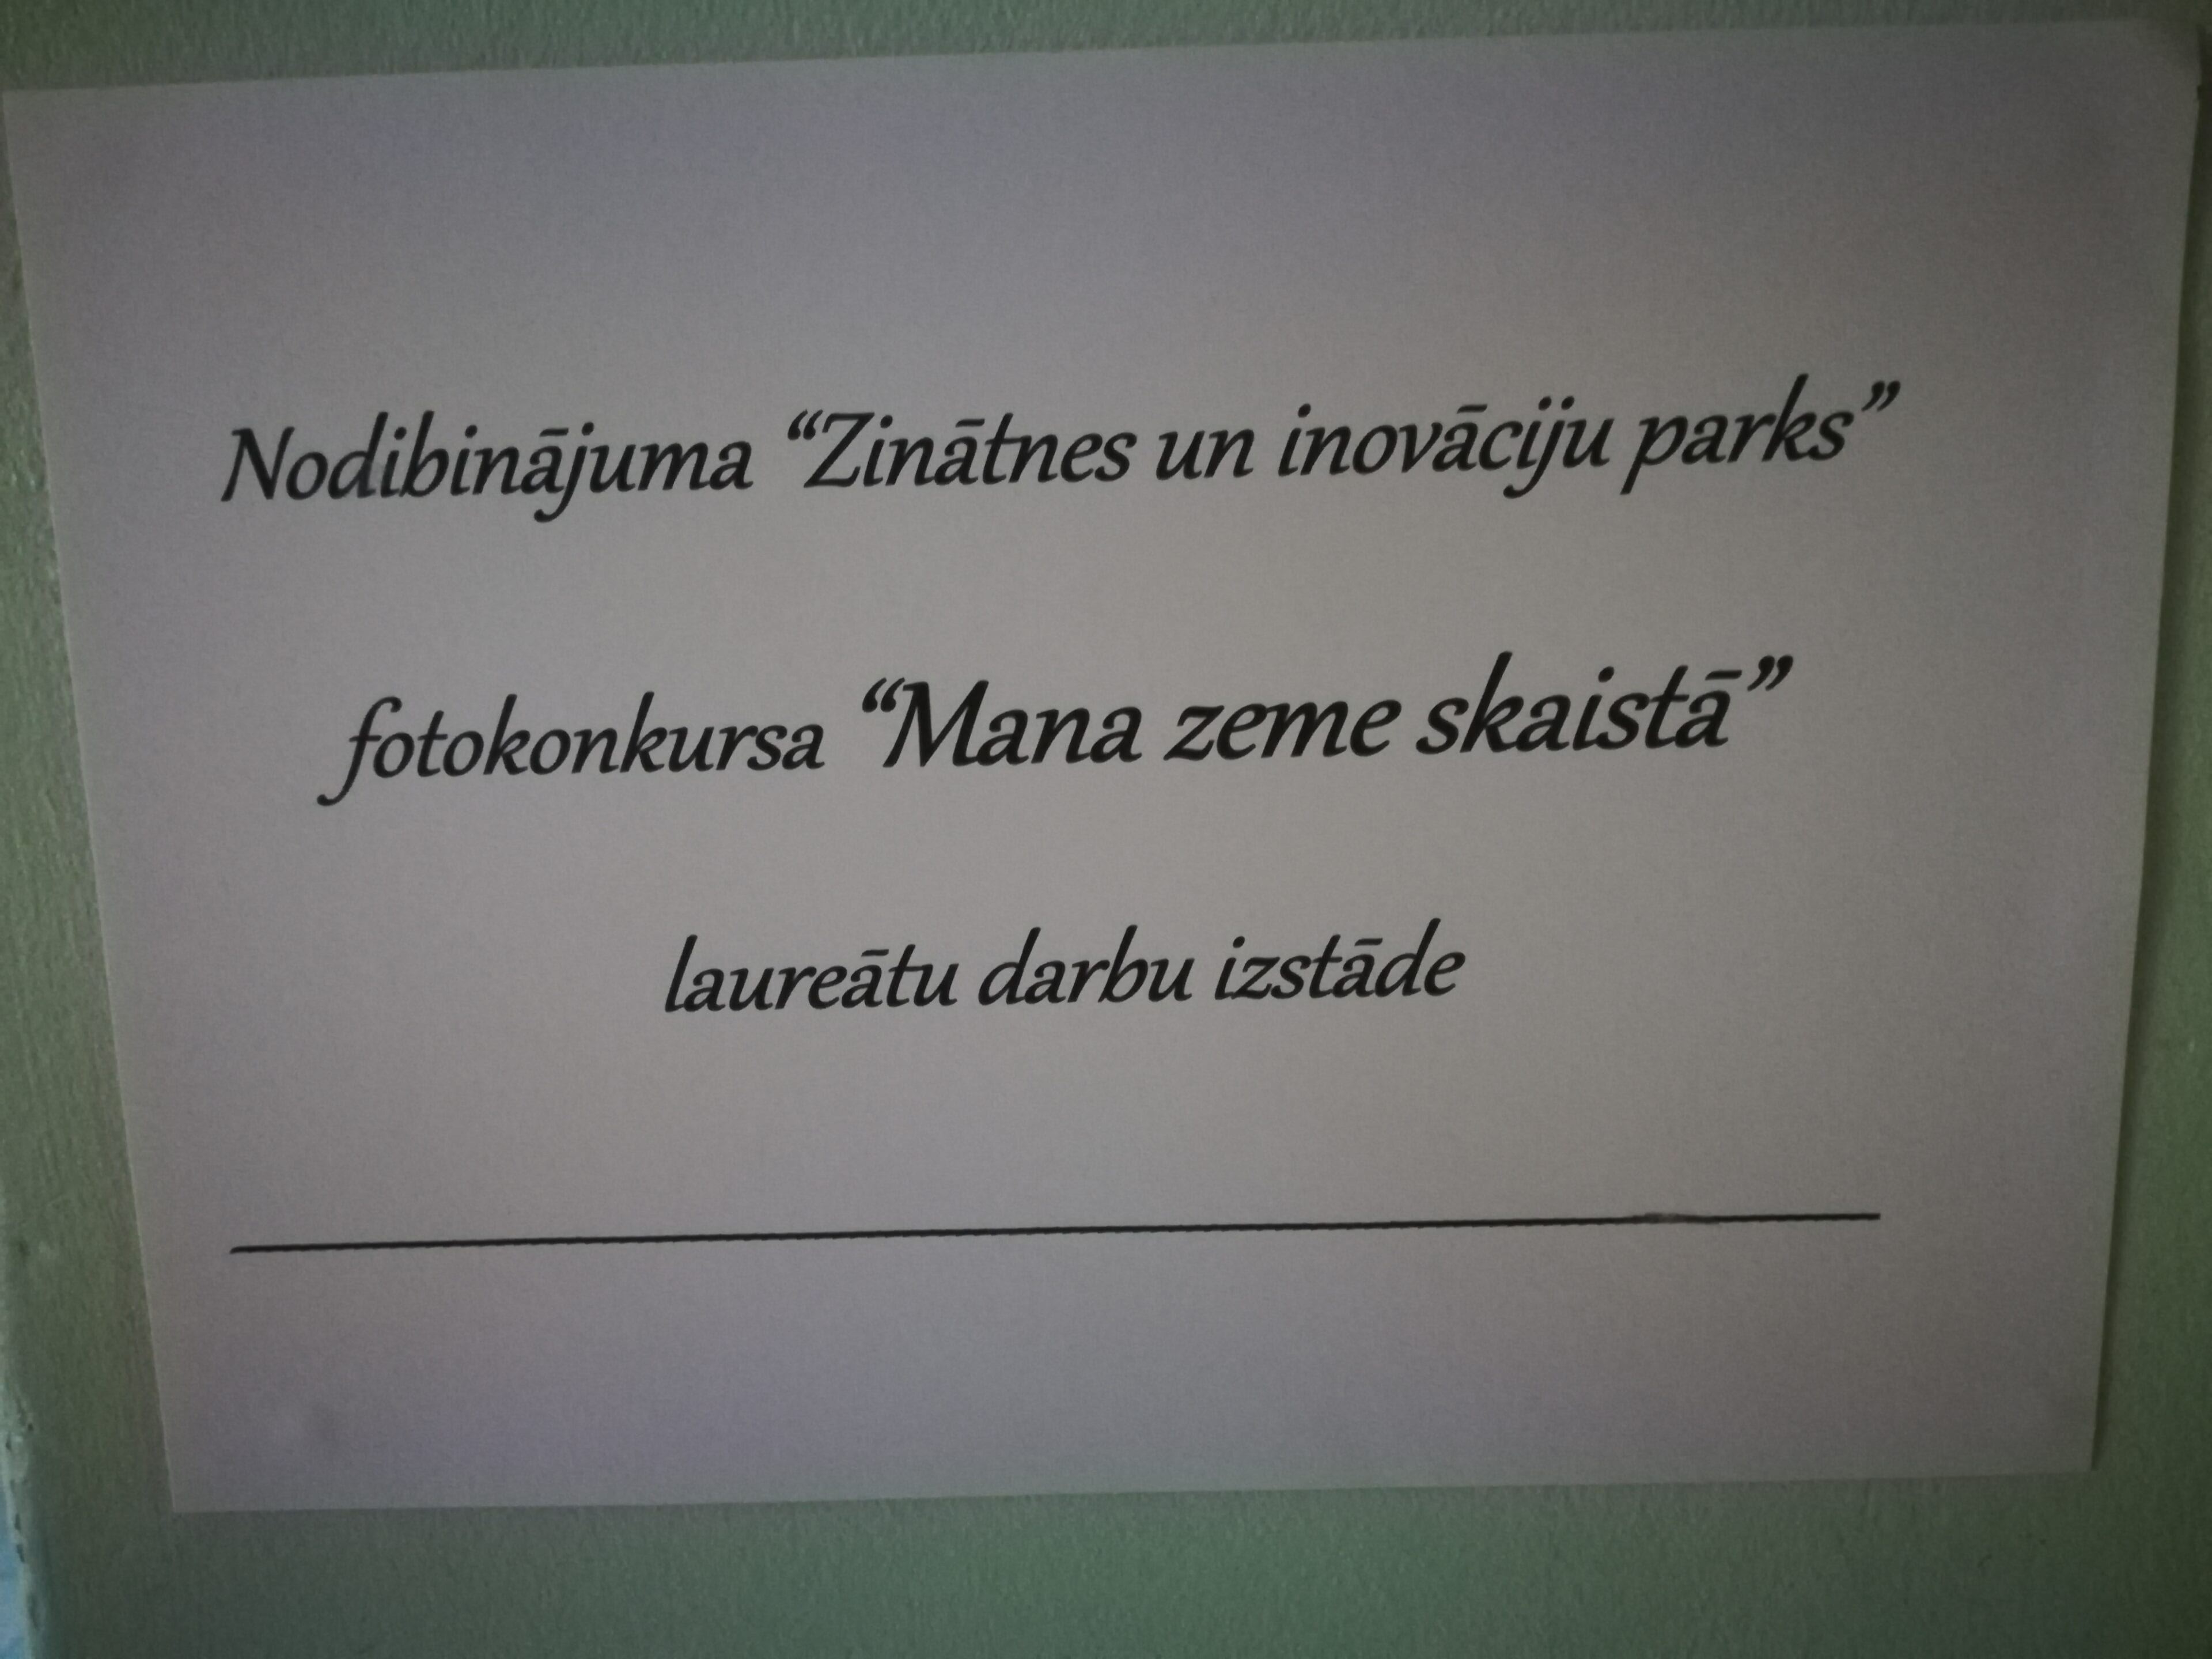 Nodibinājuma “Zinātnes un inovāciju parks”
fotokonkursa “Mana zeme skaistā”
laureātu darbu izstāde